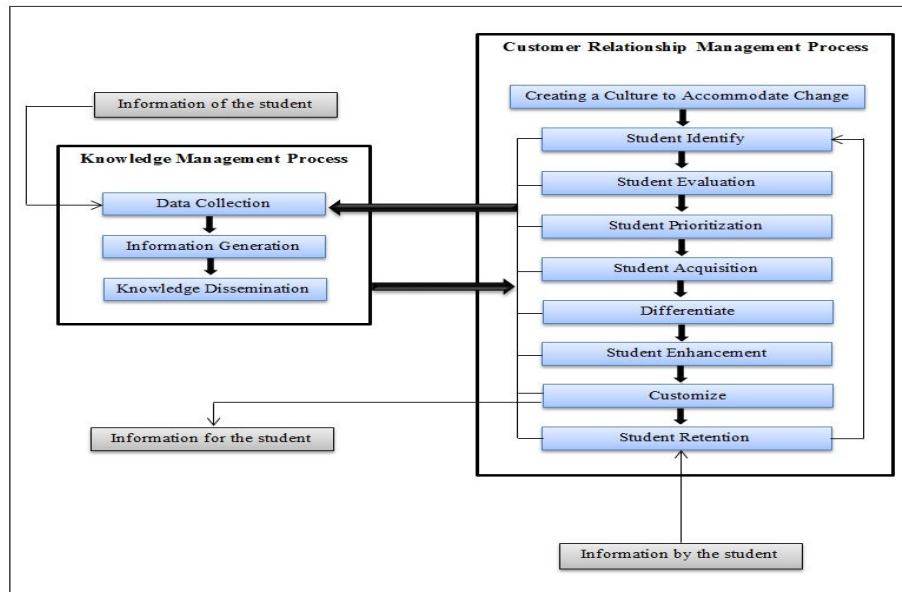 Customer Relationship Management Process
Creating a Culture to Accommodate Change
Information of the student
Student Identify
Knowledge Management Process
Student Evaluation
Data Collection
Student Prioritization
Information Generation
Student Acquisition
Knowledge Dissemination
Differentiate
Student Enhancement
Customize
Information for the student
Student Retention
Information by the student